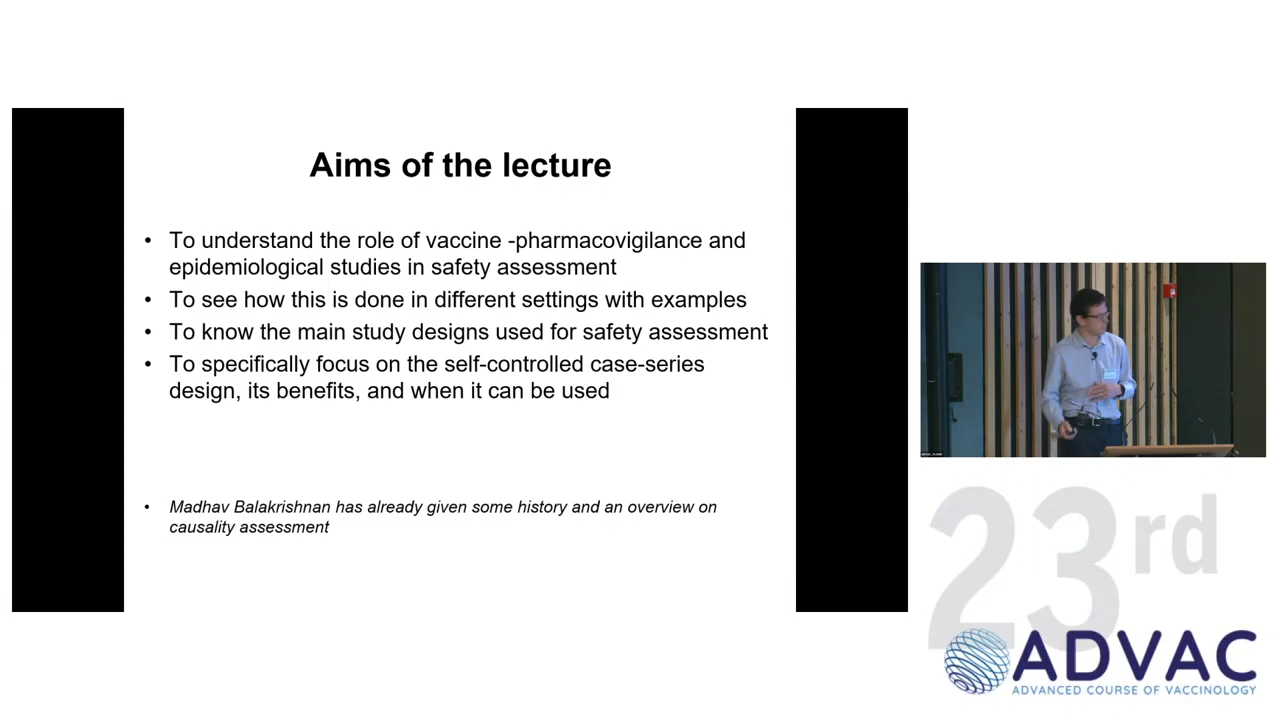 Aims of the lecture
• To understand the role of vaccine -pharmacovigilance and
epidemiological studies in safety assessment
• To see how this is done in different settings with examples
• To know the main study designs used for safety assessment
• To specifically focus on the self-controlled case-series
design, its benefits, and when it can be used
• Madhav Balakrishnan has already given some history and an overview on
causality assessment
23rd
ADVAC
ADVANCED COURSE OF VACCINOLOGY